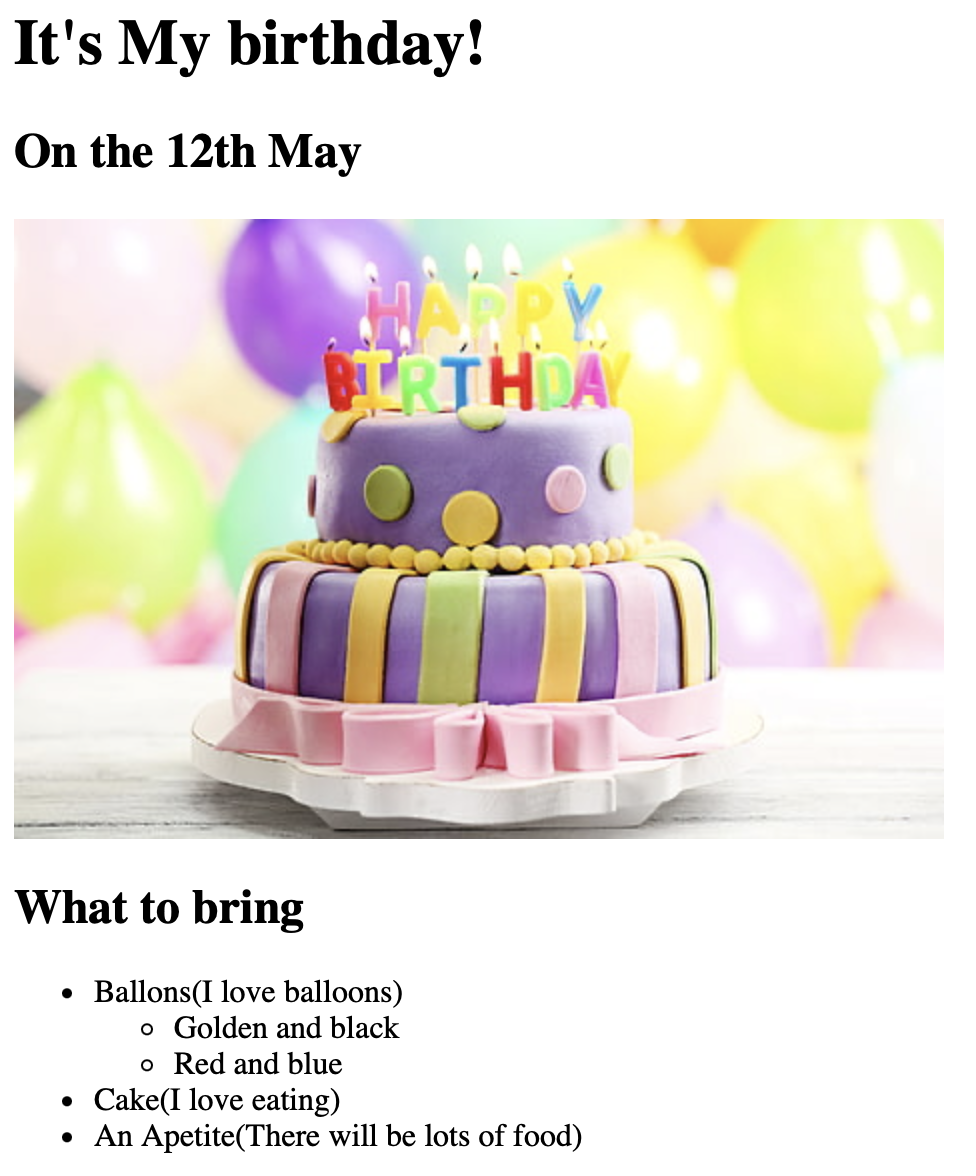 It's My birthday!
On the 12th May
HAPPY
BIRTHDAY
What to bring
Ballons(I love balloons)
Golden and black
Red and blue
Cake(I love eating)
An Apetite(There will be lots of food)